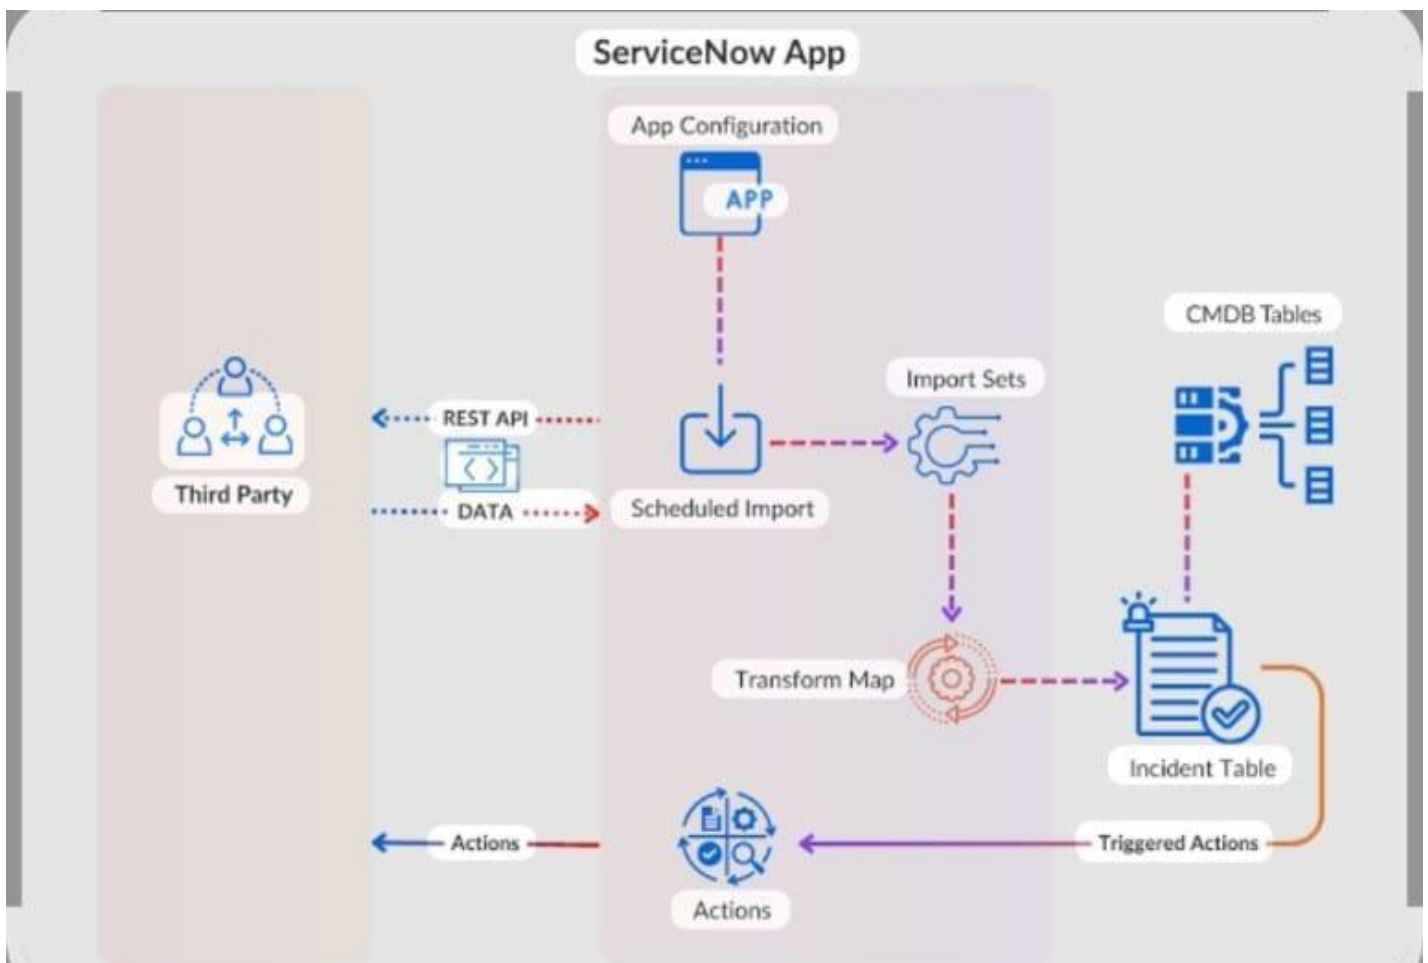 ServiceNow App
App Configuration
APP
CMDB Tables
Import Sets
REST API
Third Party
DATA
Scheduled Import
Transform Map
Incident Table
Actions
Triggered Actions
Actions